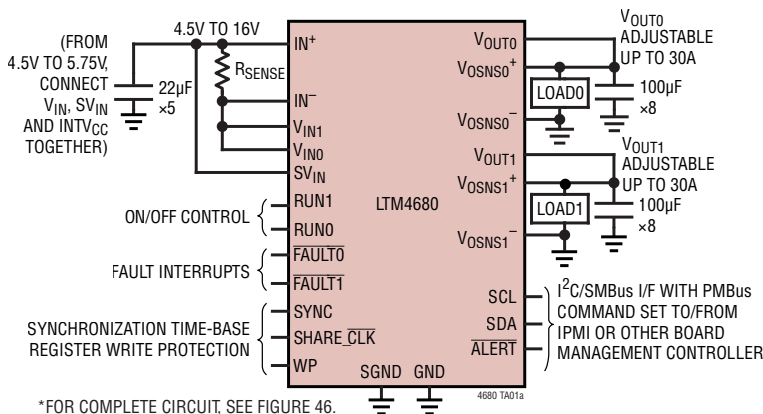 4.5V TO 16V
(FROM
4.5V TO 5.75V,
CONNECT
VIN, SVIN
AND INTVCC
TOGETHER)
22µF
×5
RSENSE
IN+
IN–
VIN1
VIN0
SVIN
ON/OFF CONTROL
RUN1
RUN0
FAULT INTERRUPTS
FAULT0
FAULT1
SYNCHRONIZATION TIME-BASE
REGISTER WRITE PROTECTION
SYNC
SHARE_CLK
WP
LTM4680
SGND
GND
VOUT0
VOSNS0+
VOSNS0–
VOUT1
VOSNS1+
VOSNS1–
SCL
SDA
ALERT
VOUT0
ADJUSTABLE
UP TO 30A
LOAD0
100µF
×8
VOUT1
ADJUSTABLE
UP TO 30A
LOAD1
100µF
×8
I2C/SMBus I/F WITH PMBus
COMMAND SET TO/FROM
IPMI OR OTHER BOARD
MANAGEMENT CONTROLLER
4680 TA01a
*FOR COMPLETE CIRCUIT, SEE FIGURE 46.